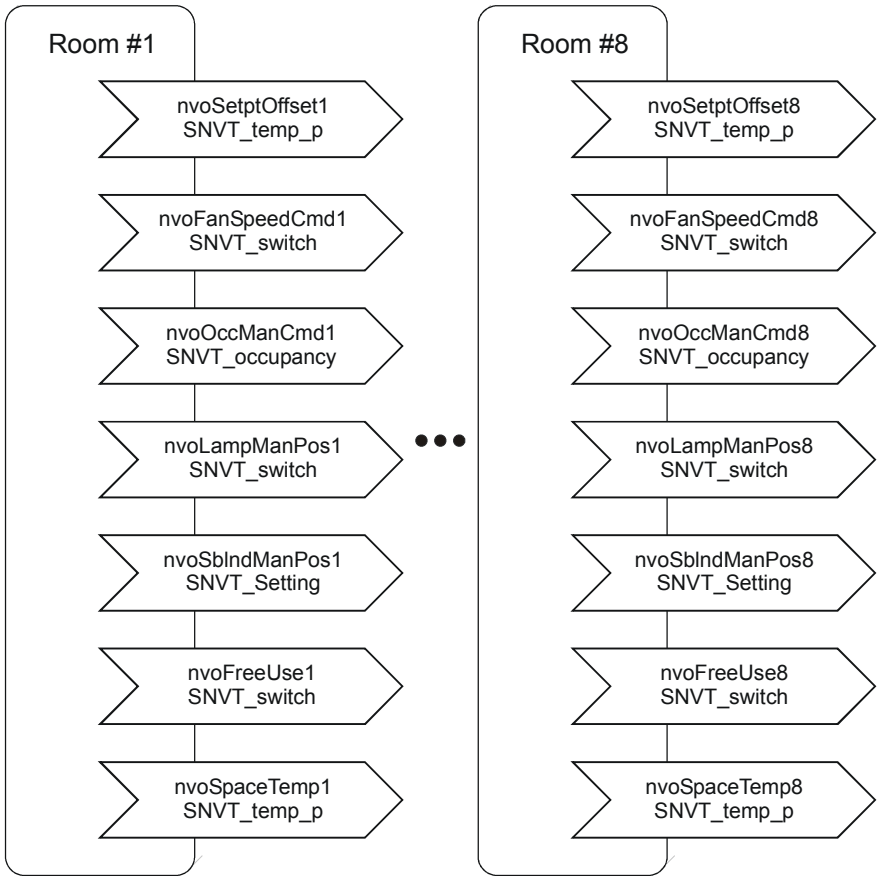 Room #1
nvoSetptOffset1
SNVT_temp_p
nvoFanSpeedCmd1
SNVT_switch
nvoOccManCmd1
SNVT_occupancy
nvoLampManPos1
SNVT_switch
nvoSblndManPos1
SNVT_Setting
nvoFreeUse1
SNVT_switch
nvoSpaceTemp1
SNVT_temp_p
Room #8
nvoSetptOffset8
SNVT_temp_p
nvoFanSpeedCmd8
SNVT_switch
nvoOccManCmd8
SNVT_occupancy
nvoLampManPos8
SNVT_switch
nvoSblndManPos8
SNVT_Setting
nvoFreeUse8
SNVT_switch
nvoSpaceTemp8
SNVT_temp_p